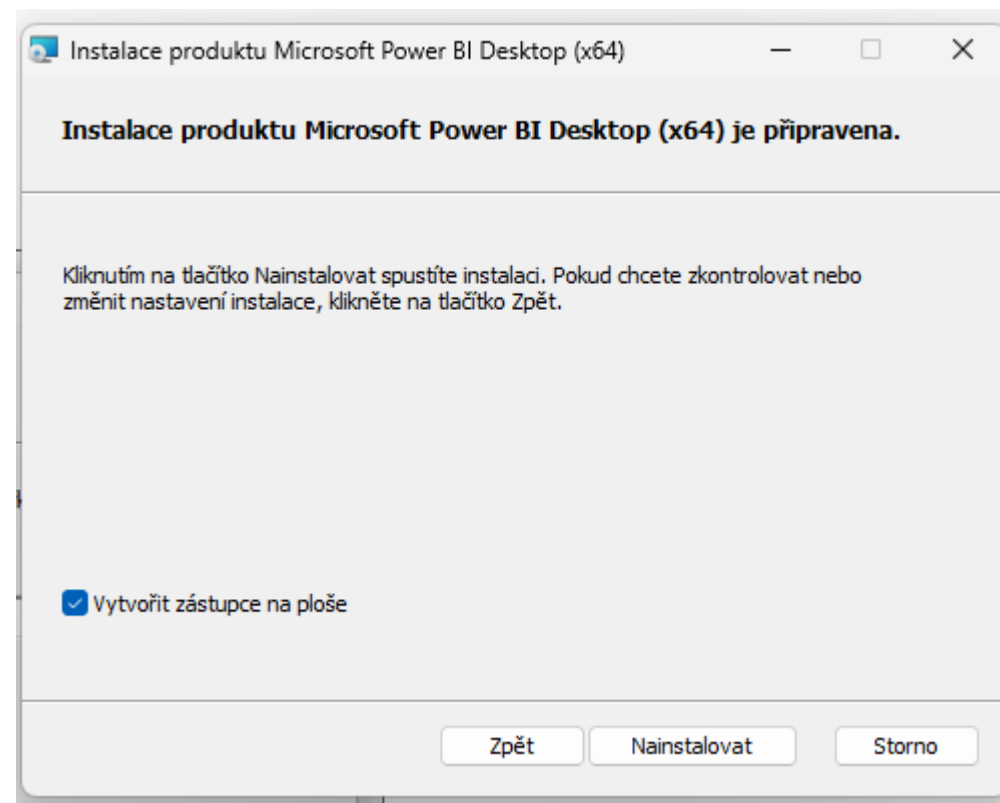 Instalace produktu Microsoft Power BI Desktop (x64)
Instalace produktu Microsoft Power BI Desktop (x64) je připravena.
Kliknutím na tlačítko Nainstalovat spustíte instalaci. Pokud chcete zkontrolovat nebo
změnit nastavení instalace, klikněte na tlačítko Zpět.
Vytvořit zástupce na ploše
Zpět Nainstalovat Storno